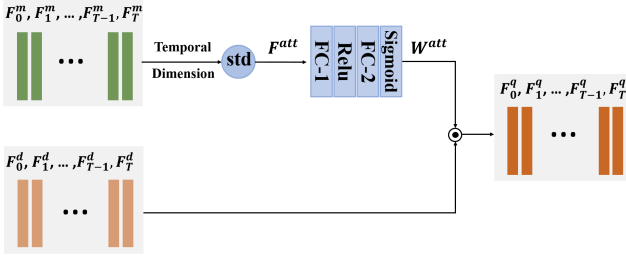 F_0^m, F_1^m, ... ,F_{T-1}^m, F_T^m
...
Temporal
Dimension
std
F^{att}
FC-1
Relu
FC-2
Sigmoid
W^{att}
F_0^q, F_1^q, ... ,F_{T-1}^q, F_T^q
...
F_0^d, F_1^d, ... ,F_{T-1}^d, F_T^d
...